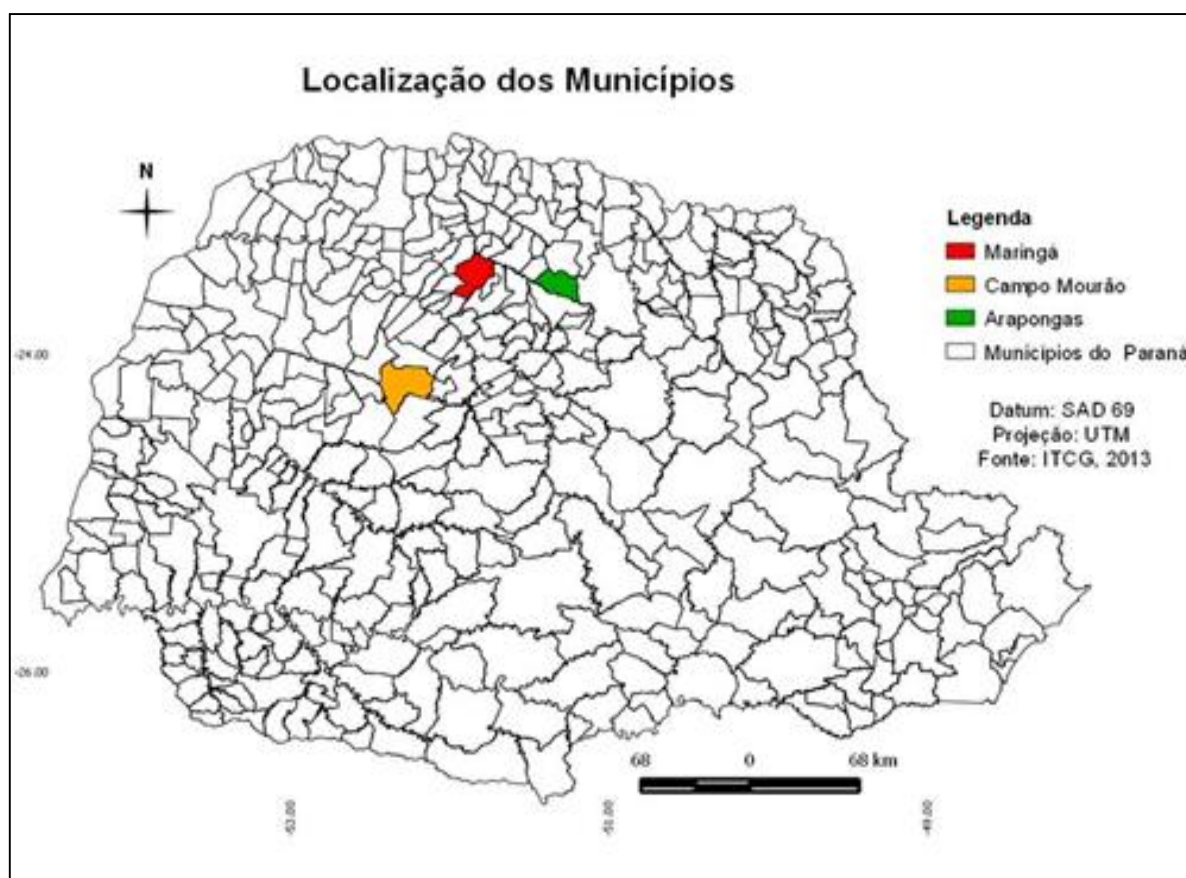 Localização dos Municípios
N
Legenda
Maringá
Campo Mourão
Arapongas
Municípios do Paraná
Datum: SAD 69
Projeção: UTM
Fonte: ITCG, 2013
-24.00
-26.00
68 0 68 km
-53.00 -51.00 -49.00